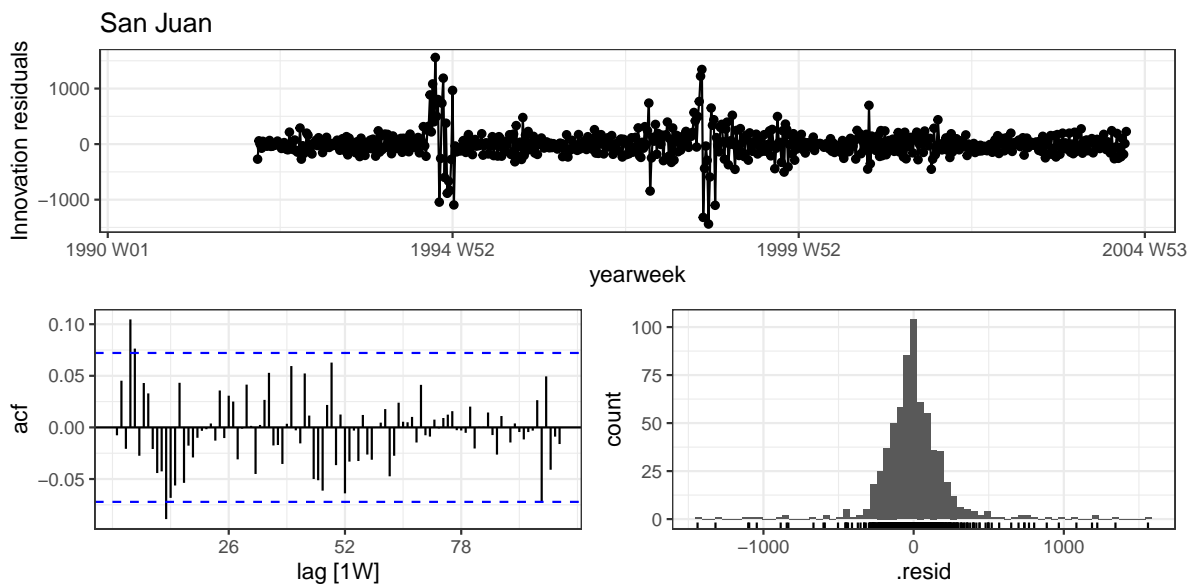 San Juan
Innovation residuals
1000
0
−1000
1990 W01
1994 W52
1999 W52
2004 W53
yearweek
acf
0.10
0.05
0.00
−0.05
26
52
78
lag [1W]
count
100
75
50
25
0
−1000
0
1000
.resid